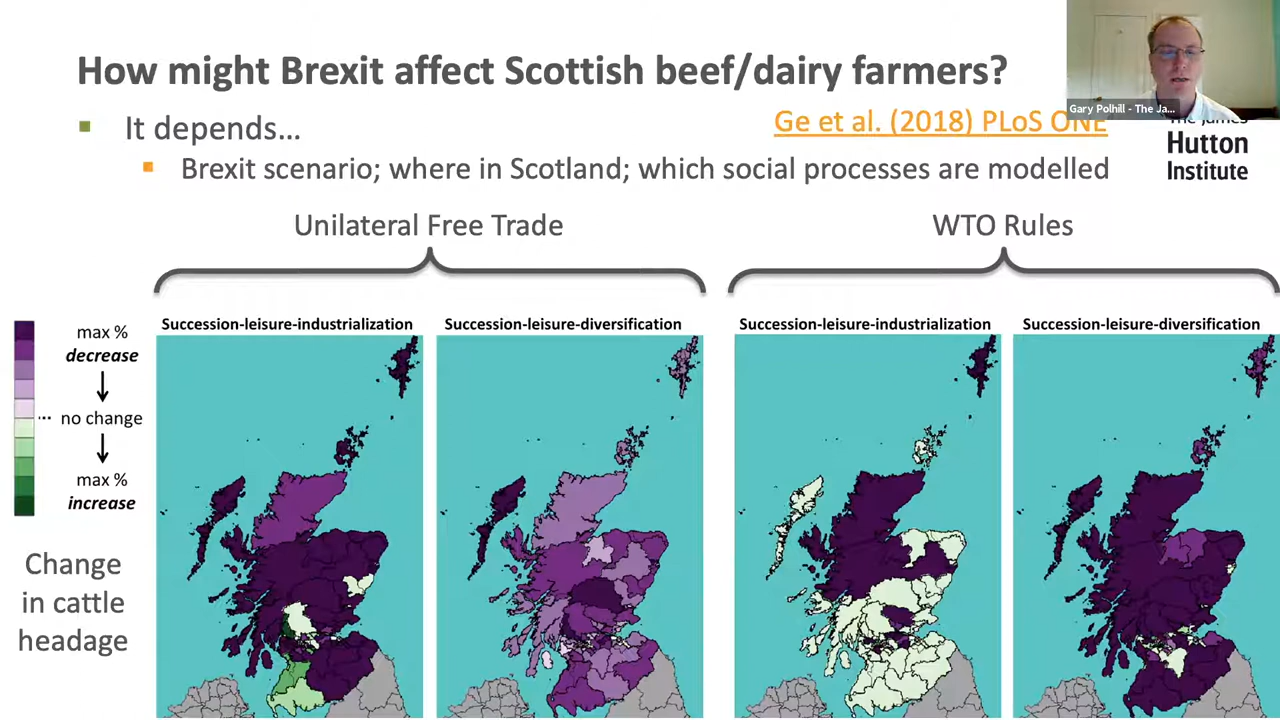 How might Brexit affect Scottish beef/dairy farmers?
Gary Polhill - The Ja...
It depends...
Ge et al. (2018) PLoS ONE
The James
Hutton
Institute
Brexit scenario; where in Scotland; which social processes are modelled
Unilateral Free Trade
WTO Rules
Succession-leisure-industrialization
Succession-leisure-diversification
Succession-leisure-industrialization
Succession-leisure-diversification
max %
decrease
... no change
max %
increase
Change
in cattle
headage